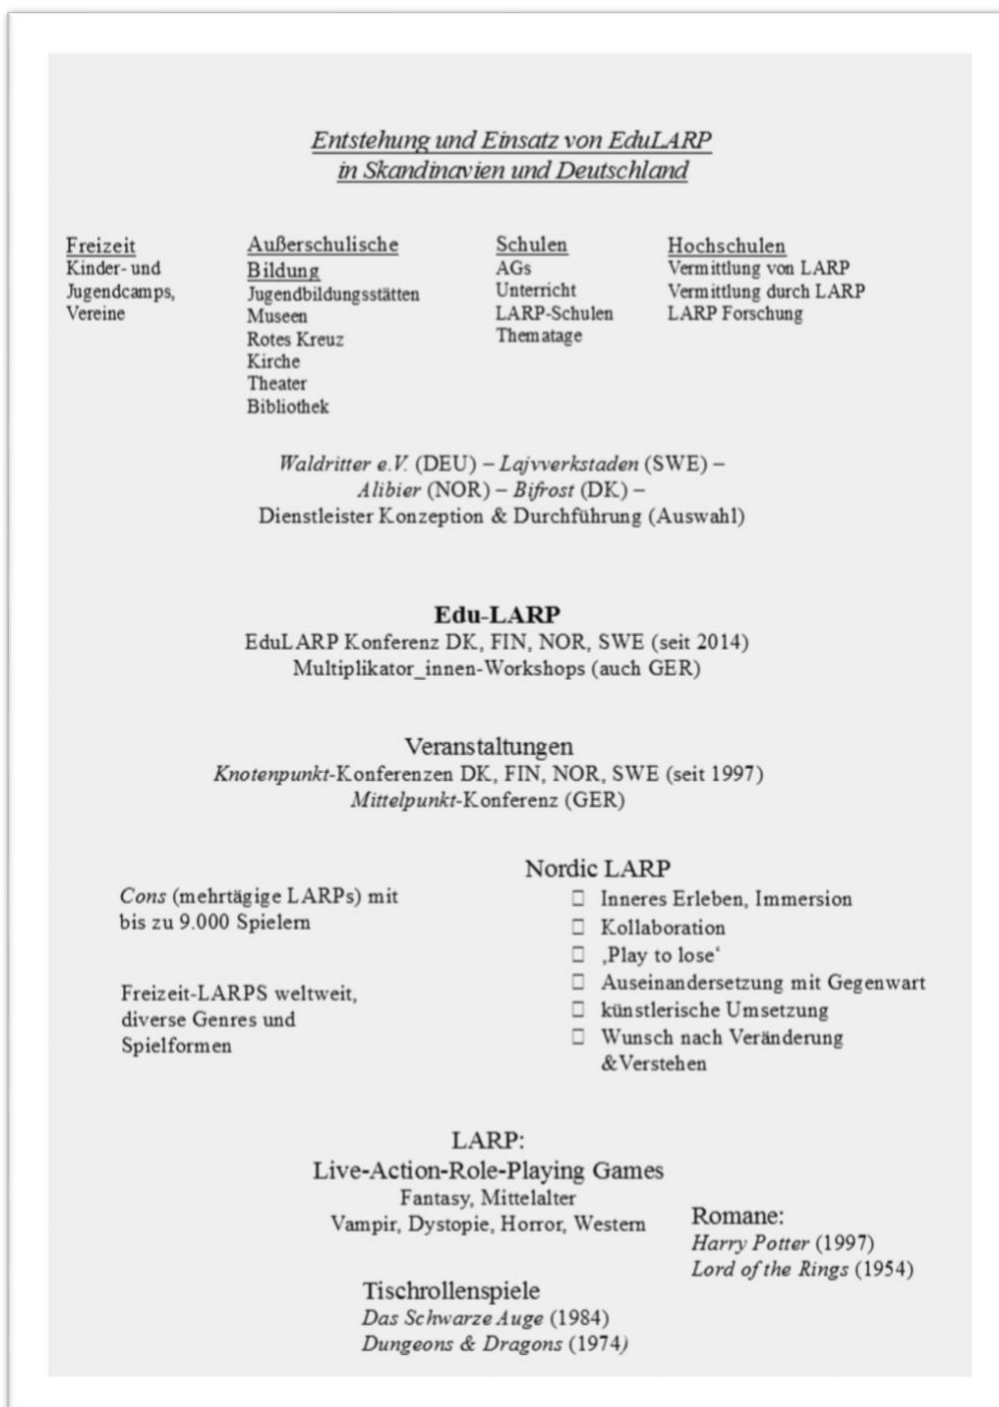 Entstehung und Einsatz von EduLARP
in Skandinavien und Deutschland
Freizeit
Kinder- und
Jugendcamps,
Vereine
Außerschulische
Bildung
Jugendbildungsstätten
Museen
Rotes Kreuz
Kirche
Theater
Bibliothek
Schulen
AGs
Unterricht
LARP-Schulen
Thematage
Hochschulen
Vermittlung von LARP
Vermittlung durch LARP
LARP Forschung
Waldritter e.V. (DEU) – Lajvverkstaden (SWE) –
Alibier (NOR) – Bifrost (DK) –
Dienstleister Konzeption & Durchführung (Auswahl)
Edu-LARP
EduLARP Konferenz DK, FIN, NOR, SWE (seit 2014)
Multiplikator_innen-Workshops (auch GER)
Veranstaltungen
Knotenpunkt-Konferenzen DK, FIN, NOR, SWE (seit 1997)
Mittelpunkt-Konferenz (GER)
Cons (mehrtägige LARPs) mit
bis zu 9.000 Spielern
Freizeit-LARPS weltweit,
diverse Genres und
Spielformen
Nordic LARP
Inneres Erleben, Immersion
Kollaboration
‚Play to lose‘
Auseinandersetzung mit Gegenwart
künstlerische Umsetzung
Wunsch nach Veränderung
&Verstehen
LARP:
Live-Action-Role-Playing Games
Fantasy, Mittelalter
Vampir, Dystopie, Horror, Western
Romane:
Harry Potter (1997)
Lord of the Rings (1954)
Tischrollenspiele
Das Schwarze Auge (1984)
Dungeons & Dragons (1974)